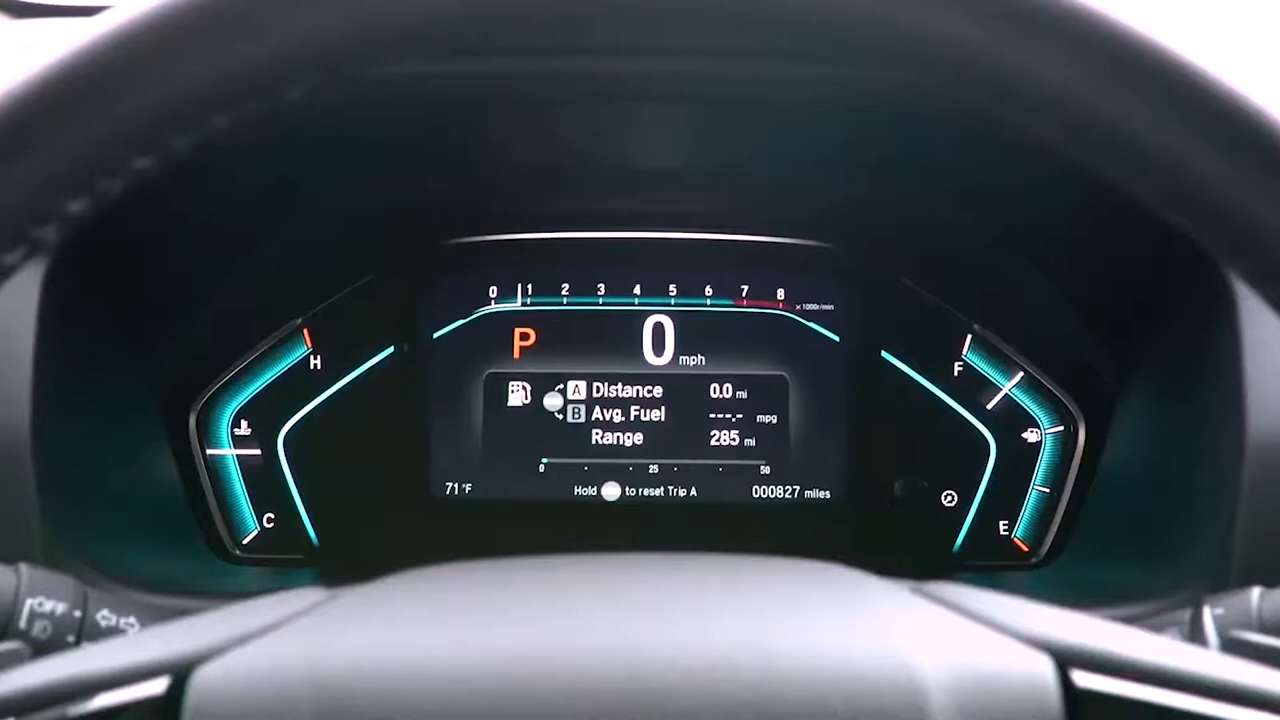 0 1 2 3 4 5 6 7 8
x1000r/min
P 0 mph
H
F
A Distance 0.0 mi
B Avg. Fuel ---.- mpg
Range 285 mi
0 25 50
C
E
71°F
Hold to reset Trip A
000827 miles
OFF